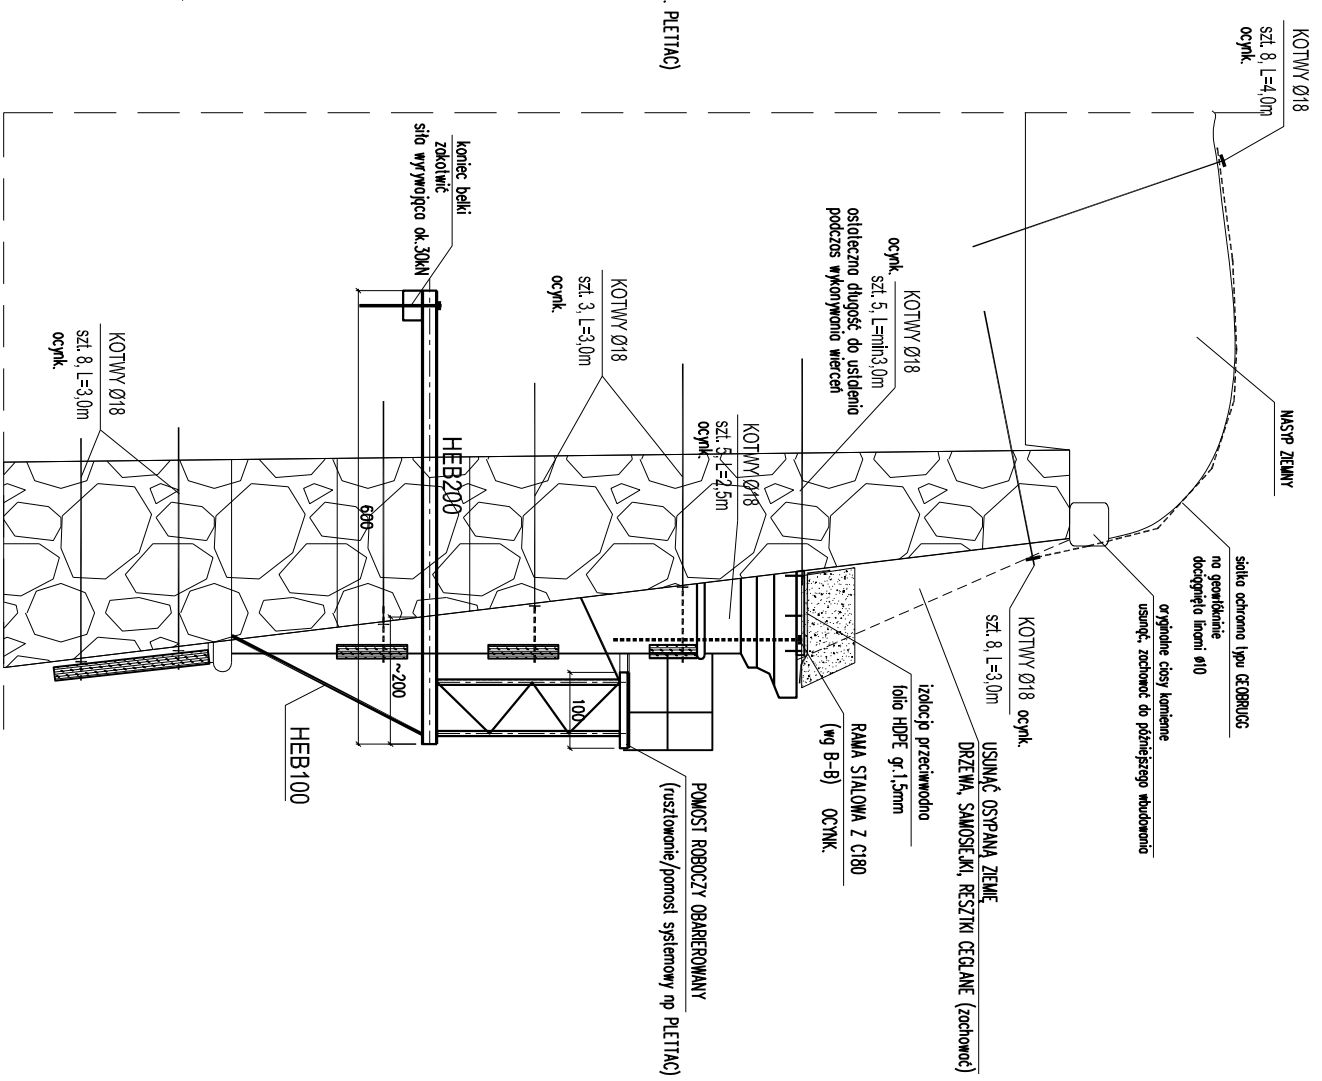 . PLETTAC)
KOTWY Ø18
szt. 8, L=4,0m
ocynk.
NASYP ZIEMNY
siatka ochronna typu GEOBRUGG
na geowłókninie
dociągnięta linami ø10
oryginalne ciosy kamienne
usunąć, zachować do późniejszego wbudowania
KOTWY Ø18 ocynk.
szt. 8, L=3,0m
USUNĄĆ OSYPANĄ ZIEMIĘ
DRZEWA, SAMOSIEJKI, RESZTKI CEGLANE (zachować)
izolacja przeciwwodna
folia HDPE gr.1,5mm
RAMA STALOWA Z C180
(wg B-B) OCYNK.
KOTWY Ø18
ocynk. szt. 5, L=min3,0m
ostateczna długość do ustalenia
podczas wykonywania wierceń
KOTWY Ø18
szt. 5, L=2,5m
ocynk.
POMOST ROBOCZY OBARIEROWANY
(rusztowanie/pomost systemowy np PLETTAC)
KOTWY Ø18
szt. 3, L=3,0m
ocynk.
100
koniec belki
zakotwić
siła wyrywająca ok.30kN
HEB200
600
~200
HEB100
KOTWY Ø18
szt. 8, L=3,0m
ocynk.